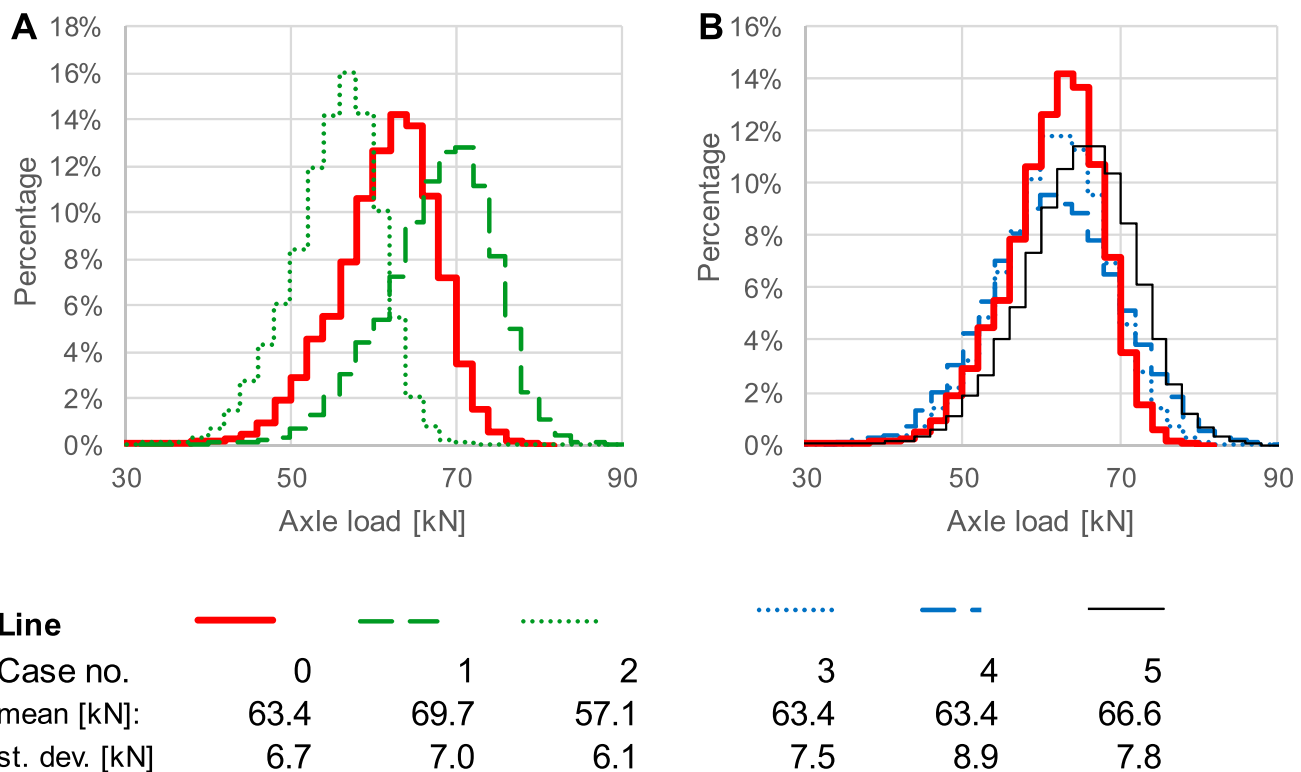 A
18%
16%
14%
12%
10%
8%
6%
4%
2%
0%
Percentage
30 50 70 90
Axle load [kN]
B
16%
14%
12%
10%
8%
6%
4%
2%
0%
Percentage
30 50 70 90
Axle load [kN]
Line
Case no. 0 1 2 3 4 5
mean [kN]: 63.4 69.7 57.1 63.4 63.4 66.6
st. dev. [kN] 6.7 7.0 6.1 7.5 8.9 7.8